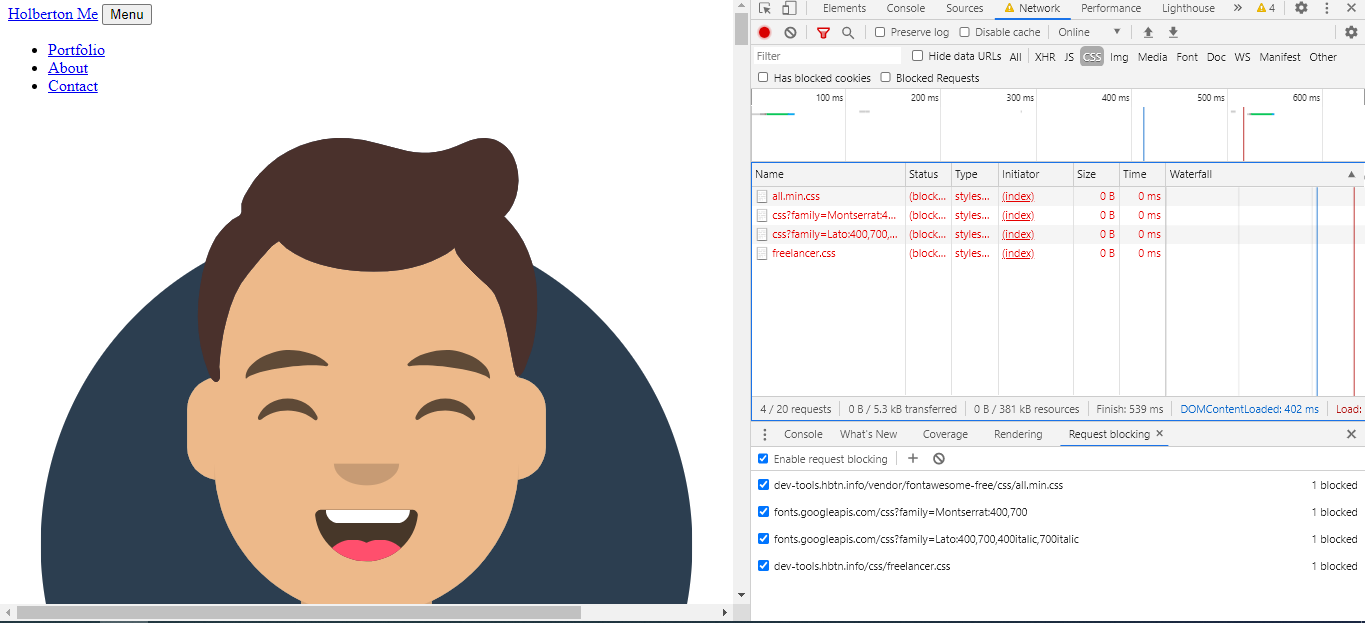 Holberton Me Menu
Portfolio
About
Contact
Elements Console Sources Network Performance Lighthouse » 4
Preserve log Disable cache Online
Filter Hide data URLs All XHR JS CSS Img Media Font Doc WS Manifest Other
Has blocked cookies Blocked Requests
100 ms 200 ms 300 ms 400 ms 500 ms 600 ms
Name Status Type Initiator Size Time Waterfall
all.min.css (block... styles... (index) 0 B 0 ms
css?family=Montserrat:4... (block... styles... (index) 0 B 0 ms
css?family=Lato:400,700,... (block... styles... (index) 0 B 0 ms
freelancer.css (block... styles... (index) 0 B 0 ms
4 / 20 requests 0 B / 5.3 kB transferred 0 B / 381 kB resources Finish: 539 ms DOMContentLoaded: 402 ms Load:
Console What's New Coverage Rendering Request blocking
Enable request blocking
dev-tools.hbtn.info/vendor/fontawesome-free/css/all.min.css 1 blocked
fonts.googleapis.com/css?family=Montserrat:400,700 1 blocked
fonts.googleapis.com/css?family=Lato:400,700,400italic,700italic 1 blocked
dev-tools.hbtn.info/css/freelancer.css 1 blocked